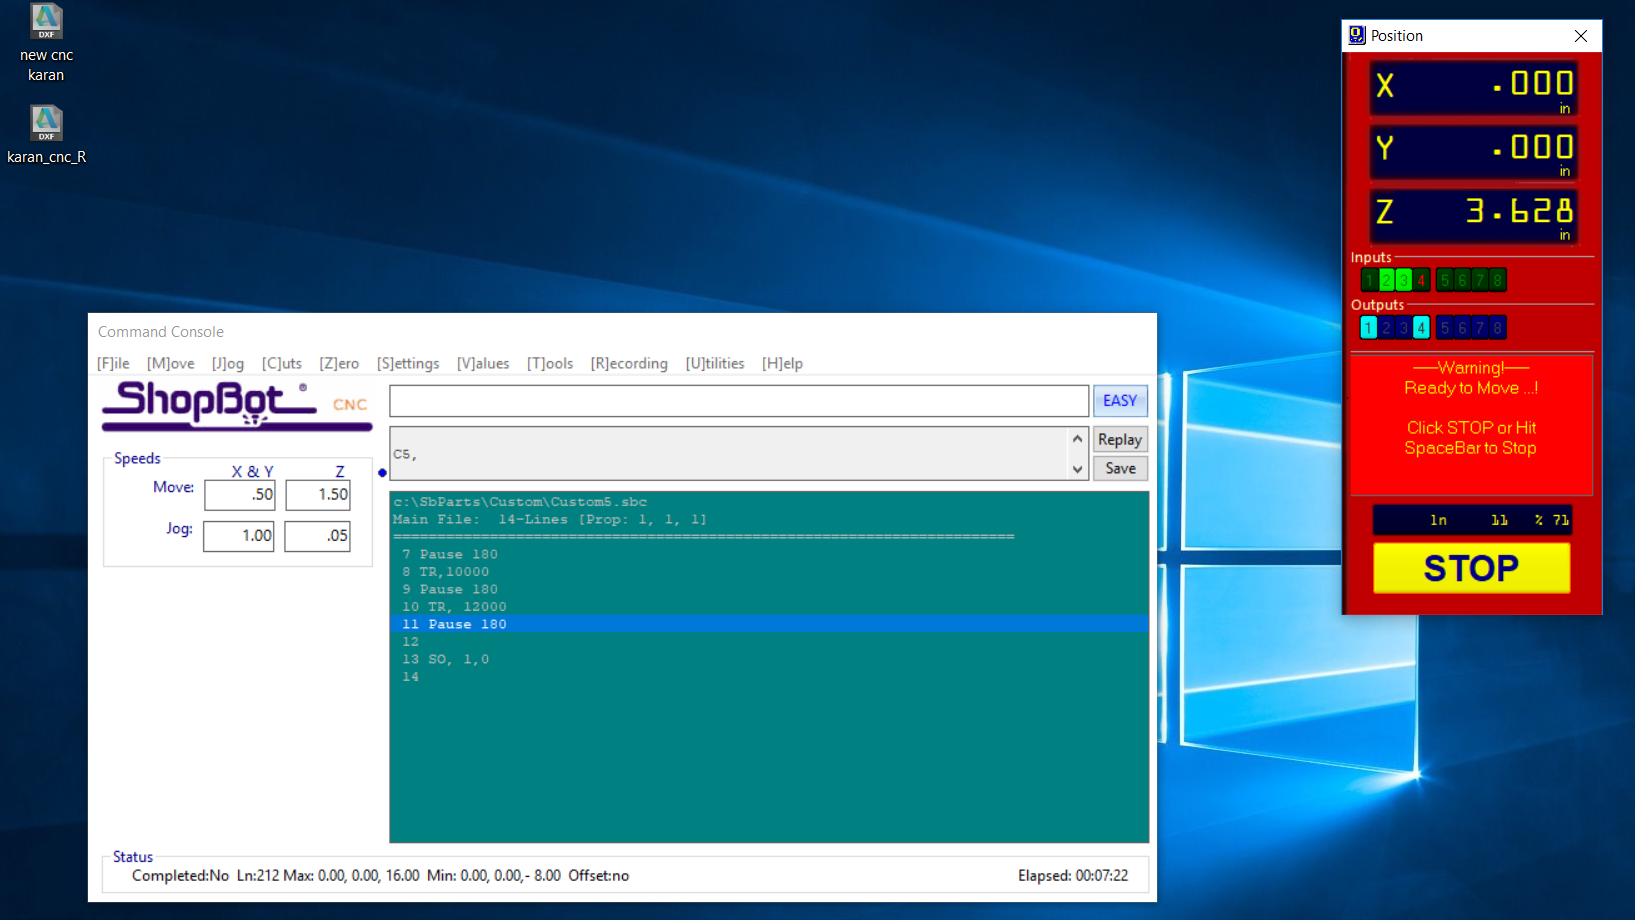 DXF
new cnc
karan
DXF
karan_cnc_R
Command Console
[F]ile [M]ove [J]og [C]uts [Z]ero [S]ettings [V]alues [T]ools [R]ecording [U]tilities [H]elp
ShopBot® CNC
EASY
C5,
Replay
Save
Speeds
X & Y Z
Move: .50 1.50
Jog: 1.00 .05
c:\SbParts\Custom\Custom5.sbc
Main File: 14-Lines [Prop: 1, 1, 1]
=======================================================================
7 Pause 180
8 TR,10000
9 Pause 180
10 TR, 12000
11 Pause 180
12
13 SO, 1,0
14
Status
Completed:No Ln:212 Max: 0.00, 0.00, 16.00 Min: 0.00, 0.00,- 8.00 Offset:no Elapsed: 00:07:22
Position
X .000
in
Y .000
in
Z 3.628
in
Inputs
1 2 3 4 5 6 7 8
Outputs
1 2 3 4 5 6 7 8
----Warning!----
Ready to Move ...!
Click STOP or Hit
SpaceBar to Stop
ln 11 % 71
STOP